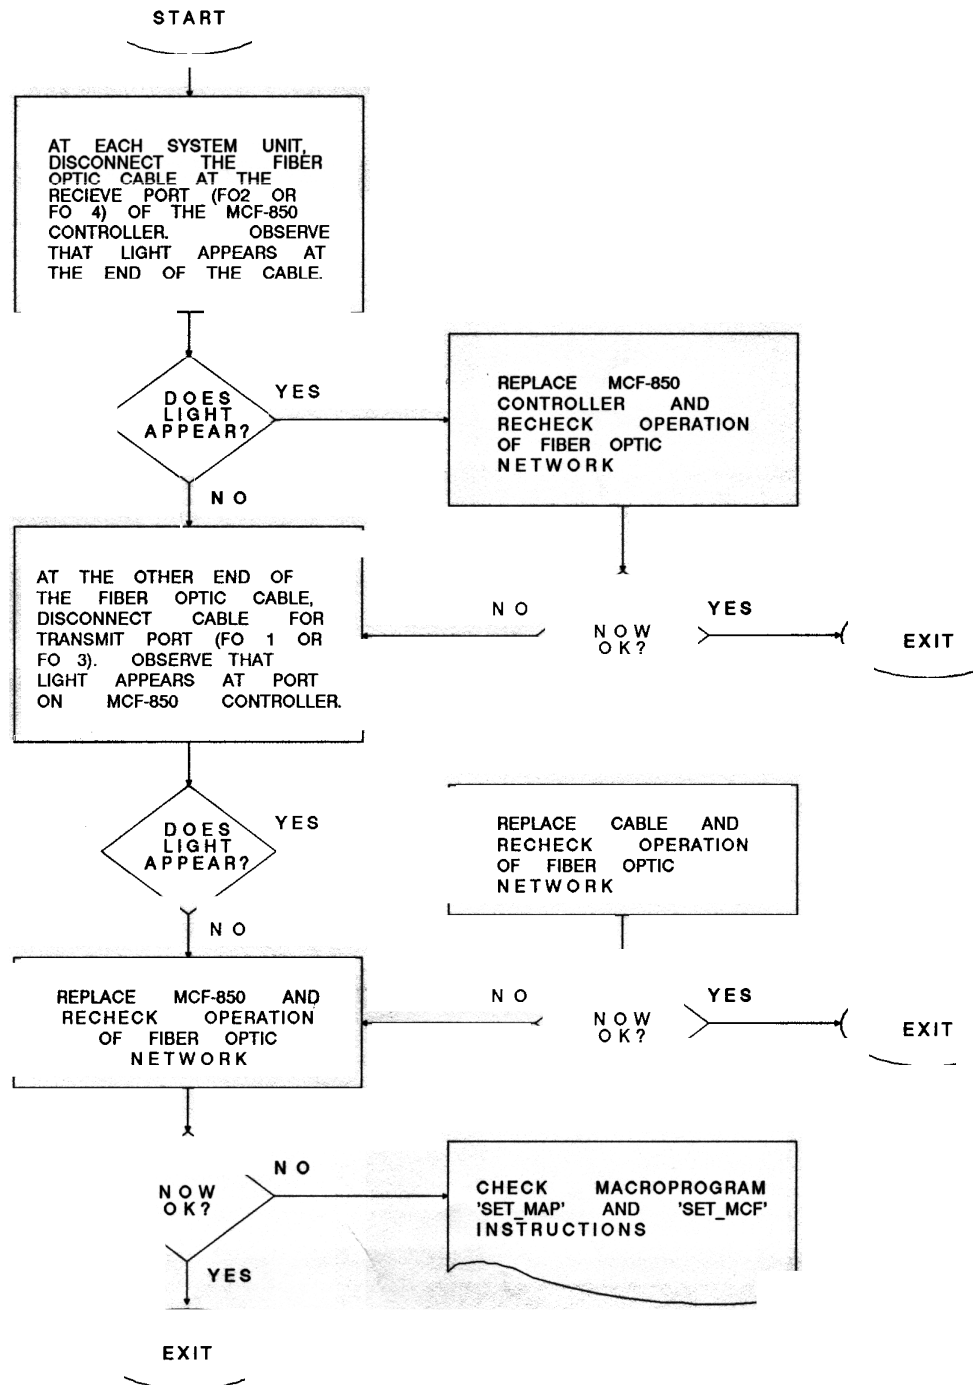 START
AT EACH SYSTEM UNIT,
DISCONNECT THE FIBER
OPTIC CABLE AT THE
RECIEVE PORT (FO2 OR
FO 4) OF THE MCF-850
CONTROLLER. OBSERVE
THAT LIGHT APPEARS AT
THE END OF THE CABLE.
DOES
LIGHT
APPEAR?
YES
NO
REPLACE MCF-850
CONTROLLER AND
RECHECK OPERATION
OF FIBER OPTIC
NETWORK
NOW
OK?
NO
YES
EXIT
AT THE OTHER END OF
THE FIBER OPTIC CABLE,
DISCONNECT CABLE FOR
TRANSMIT PORT (FO 1 OR
FO 3). OBSERVE THAT
LIGHT APPEARS AT PORT
ON MCF-850 CONTROLLER.
DOES
LIGHT
APPEAR?
YES
NO
REPLACE CABLE AND
RECHECK OPERATION
OF FIBER OPTIC
NETWORK
NOW
OK?
NO
YES
EXIT
REPLACE MCF-850 AND
RECHECK OPERATION
OF FIBER OPTIC
NETWORK
NOW
OK?
NO
YES
CHECK MACROPROGRAM
'SET_MAP' AND 'SET_MCF'
INSTRUCTIONS
EXIT